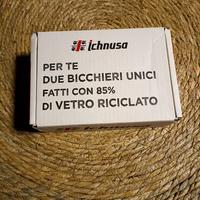 ichnusa
PER TE
DUE BICCHIERI UNICI
FATTI CON 85%
DI VETRO RICICLATO